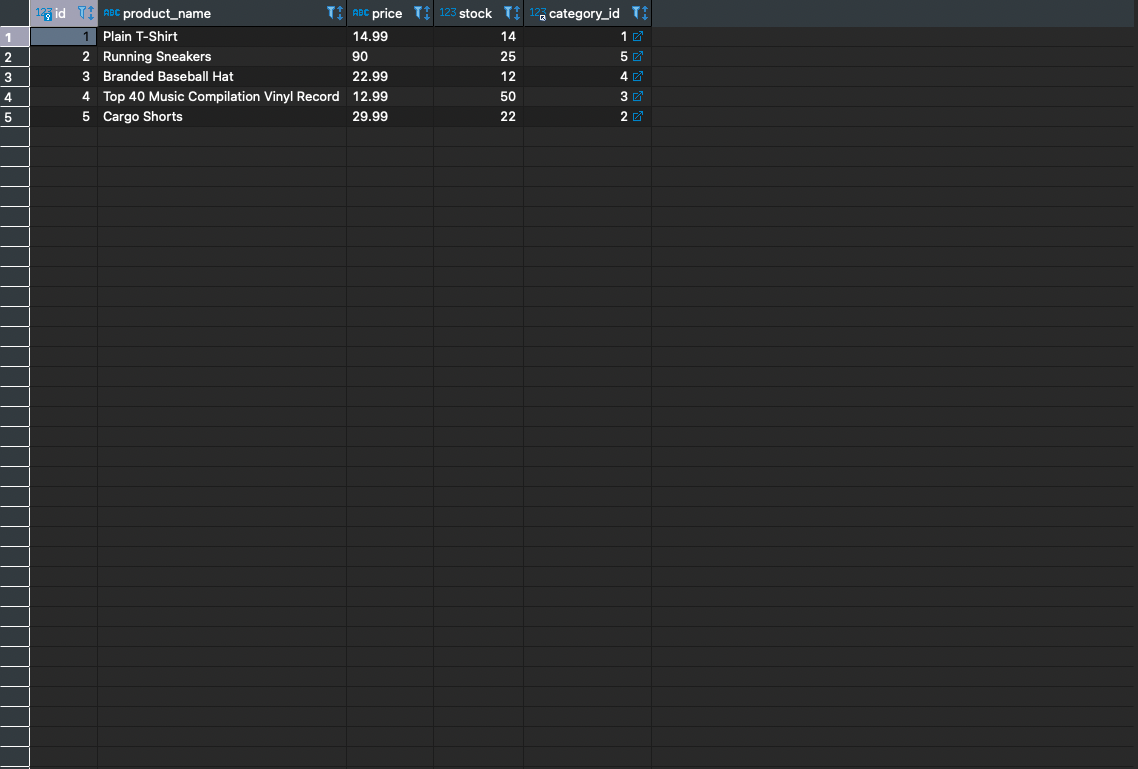 123 id ABC product_name ABC price 123 stock 123 category_id
1 1 Plain T-Shirt 14.99 14 1
2 2 Running Sneakers 90 25 5
3 3 Branded Baseball Hat 22.99 12 4
4 4 Top 40 Music Compilation Vinyl Record 12.99 50 3
5 5 Cargo Shorts 29.99 22 2